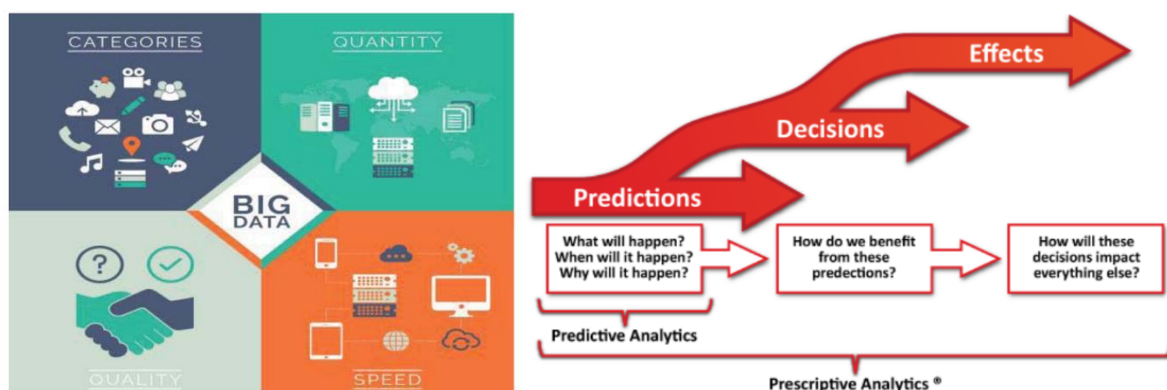 CATEGORIES
QUANTITY
BIG
DATA
QUALITY
SPEED
Effects
Decisions
Predictions
What will happen?
When will it happen?
Why will it happen?
How do we benefit
from these
predections?
How will these
decisions impact
everything else?
Predictive Analytics
Prescriptive Analytics ®